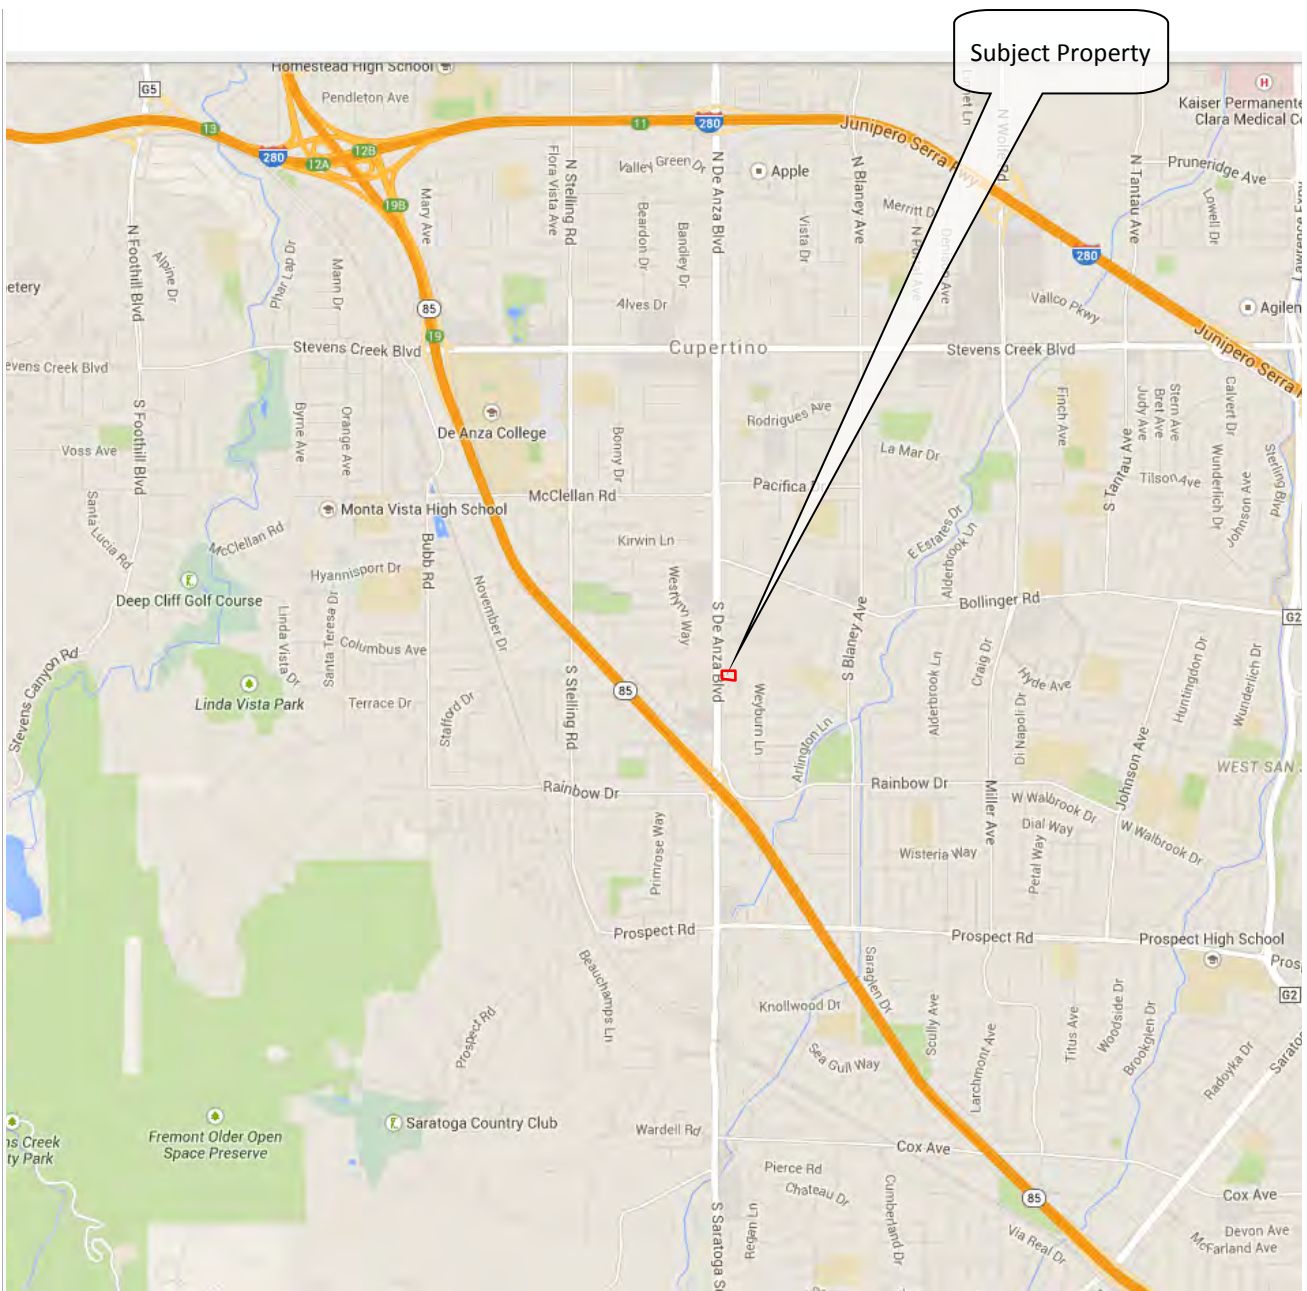 Subject Property
Homestead High School
G5
Pendleton Ave
Kaiser Permanente
Clara Medical Ce
H
13
280
12A
12B
11
280
Junipero Serra Pwy
N Wolfe Rd
19B
Mary Ave
Flora Vista Ave
N Stelling Rd
Valley Green Dr
Apple
N De Anza Blvd
N Blaney Ave
N Tantau Ave
Pruneridge Ave
Lowell Dr
Merritt D
Vista Dr
Beardon Dr
Bandley Dr
N Foothill Blvd
Alpine Dr
Phar Lap Dr
Mann Dr
etery
85
Alves Dr
280
Vallco Pkwy
Agilen
19
Stevens Creek Blvd
Cupertino
Stevens Creek Blvd
Junipero Serra F
evens Creek Blvd
S Foothill Blvd
Byrne Ave
Orange Ave
De Anza College
Bonny Dr
Rodrigues Ave
La Mar Dr
Finch Ave
Judy Ave
Bret Ave
Stern Ave
Calvert Dr
Wunderlich Dr
Johnson Ave
Sterling Blvd
Voss Ave
Santa Lucia Rd
McClellan Rd
Pacifica
S Tantau Ave
Tilson Ave
Monta Vista High School
McClellan Rd
Kirwin Ln
E Estates Dr
Alderbrook Ln
Bubb Rd
Hyannisport Dr
Deep Cliff Golf Course
November Dr
Westlynn Way
S De Anza Blvd
Bollinger Rd
G2
Linda Vista Dr
Santa Teresa Dr
Columbus Ave
S Blaney Ave
Alderbrook Ln
Craig Dr
Hyde Ave
Huntingdon Dr
Wunderlich Dr
Stevens Canyon Rd
Linda Vista Park
Terrace Dr
Stafford Dr
S Stelling Rd
85
Weyburn Ln
Arlington Ln
Di Napoli Dr
Johnson Ave
WEST SAN
Rainbow Dr
Rainbow Dr
Miller Ave
W Walbrook Dr
Dial Way
W Walbrook Dr
Primrose Way
Wisteria Way
Petal Way
Prospect Rd
Prospect Rd
Prospect High School
Prosp
G2
Beauchamps Ln
Prospect Rd
Knollwood Dr
Saraglen Dr
Sea Gull Way
Scully Ave
Larchmont Ave
Titus Ave
Woodside Dr
Brookglen Dr
Radoyka Dr
Saratog
ns Creek
ty Park
Fremont Older Open
Space Preserve
Saratoga Country Club
Wardell Rd
Cox Ave
Pierce Rd
Chateau Dr
Cumberland Dr
Regan Ln
S Saratoga S
85
Via Real Dr
Cox Ave
Devon Ave
McFarland Ave